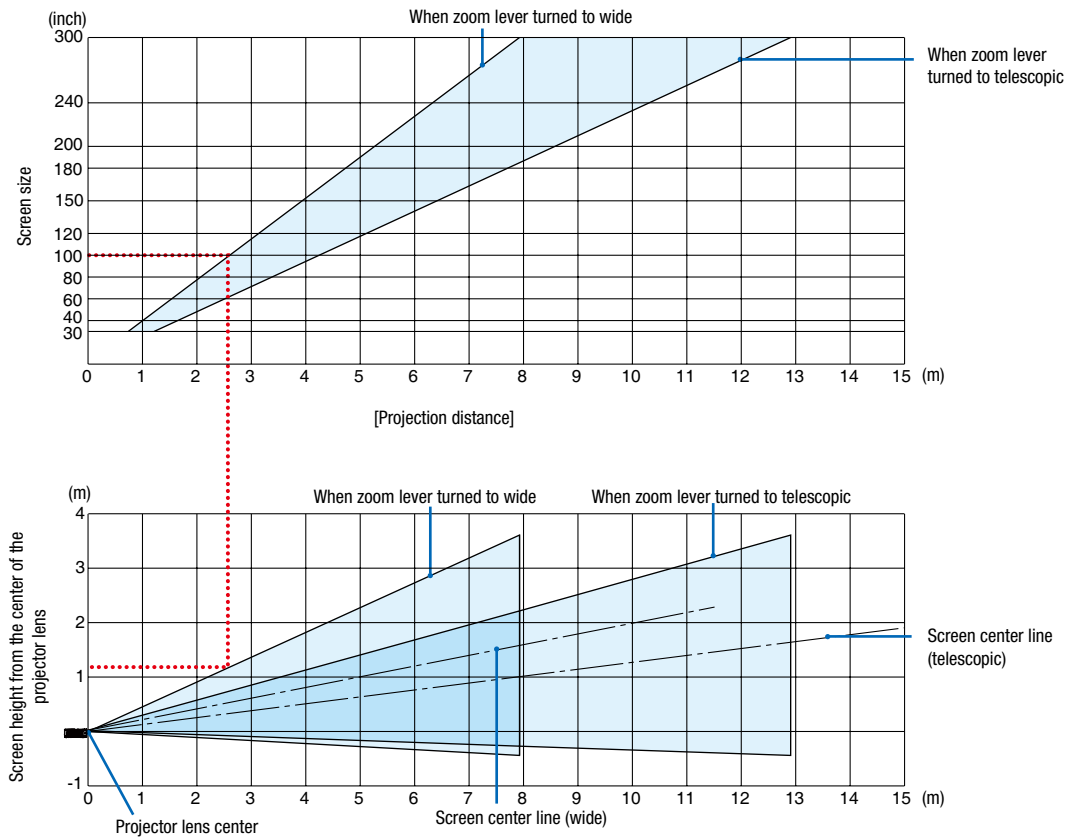 (inch)
When zoom lever turned to wide
300
When zoom lever
turned to telescopic
240
200
180
150
120
100
80
60
40
30
Screen size
0 1 2 3 4 5 6 7 8 9 10 11 12 13 14 15 (m)
[Projection distance]
(m)
When zoom lever turned to wide
When zoom lever turned to telescopic
4
3
2
1
-1
Screen height from the center of the
projector lens
Screen center line
(telescopic)
0 1 2 3 4 5 6 7 8 9 10 11 12 13 14 15 (m)
Screen center line (wide)
Projector lens center